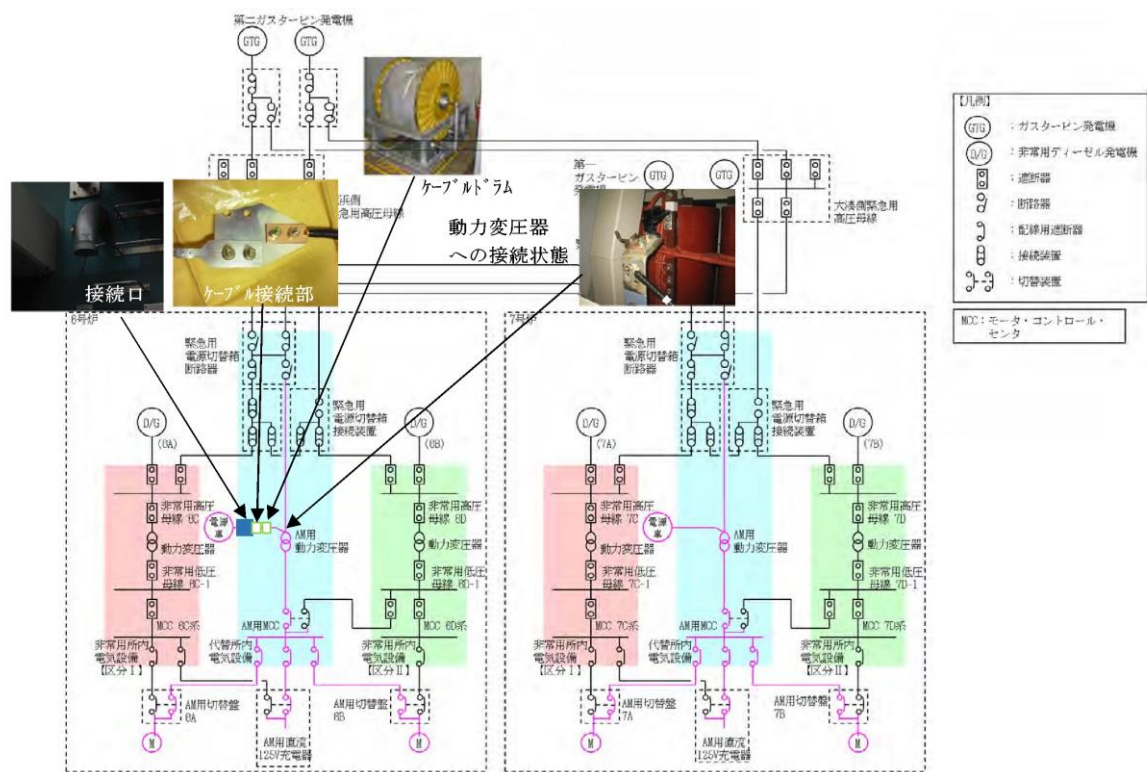 第二ガスタービン発電機
GTG
GTG
ケーブルドラム
第一
ガスタービン
GTG
GTG
大湊側緊急用
高圧母線
浜側
急用高圧母線
動力変圧器
への接続状態
接続口
ケーブル接続部
【凡例】
GTG
:ガスタービン発電機
D/G
:非常用ディーゼル発電機
:遮断器
:断路器
:配線用遮断器
:接続装置
:切替装置
MCC:モータ・コントロール・
センタ
6号炉
緊急用
電源切替箱
断路器
緊急用
電源切替箱
接続装置
D/G
(6A)
D/G
(6B)
非常用高圧
母線 6C
非常用高圧
母線 6D
電源
車
AM用
動力変圧器
動力変圧器
動力変圧器
非常用低圧
母線 6C-1
非常用低圧
母線 6D-1
MCC 6C系
AM用MCC
MCC 6D系
非常用所内
電気設備
【区分Ⅰ】
代替所内
電気設備
非常用所内
電気設備
【区分Ⅱ】
AM用切替盤
6A
AM用切替盤
6B
M
AM用直流
125V充電器
M
7号炉
緊急用
電源切替箱
断路器
緊急用
電源切替箱
接続装置
D/G
(7A)
D/G
(7B)
非常用高圧
母線 7C
非常用高圧
母線 7D
電源
車
AM用
動力変圧器
動力変圧器
動力変圧器
非常用低圧
母線 7C-1
非常用低圧
母線 7D-1
MCC 7C系
AM用MCC
MCC 7D系
非常用所内
電気設備
【区分Ⅰ】
代替所内
電気設備
非常用所内
電気設備
【区分Ⅱ】
AM用切替盤
7A
AM用切替盤
7B
M
AM用直流
125V充電器
M